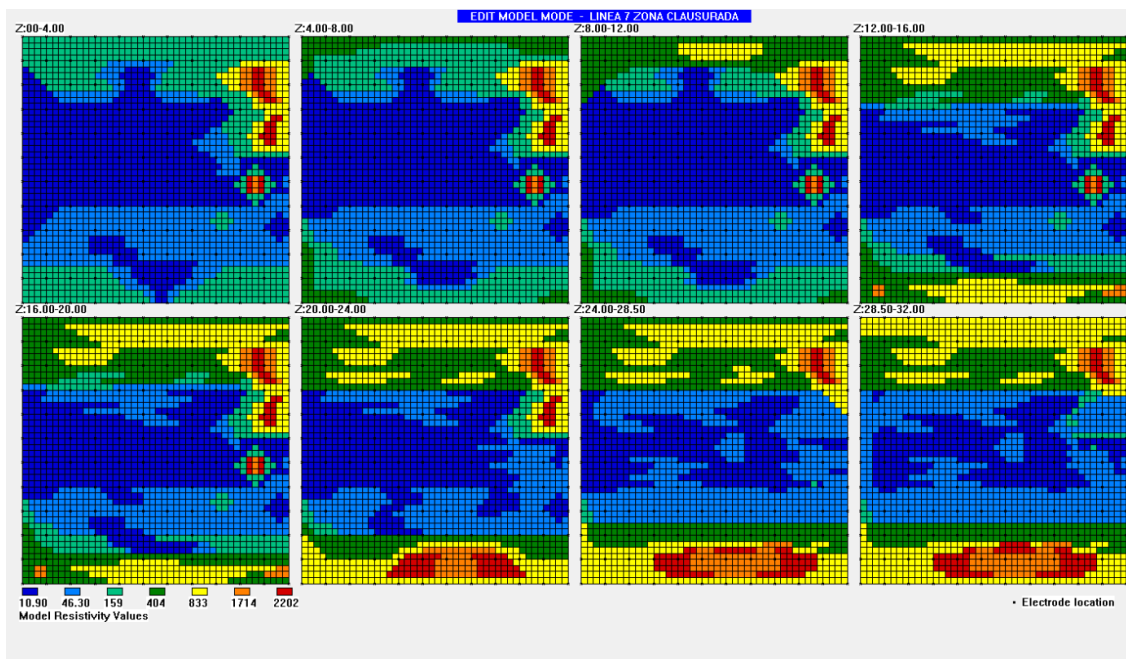 EDIT MODEL MODE - LINEA 7 ZONA CLAUSURADA
Z:00-4.00 Z:4.00-8.00 Z:8.00-12.00 Z:12.00-16.00
Z:16.00-20.00 Z:20.00-24.00 Z:24.00-28.50 Z:28.50-32.00
10.90 46.30 159 404 833 1714 2202
Model Resistivity Values
• Electrode location